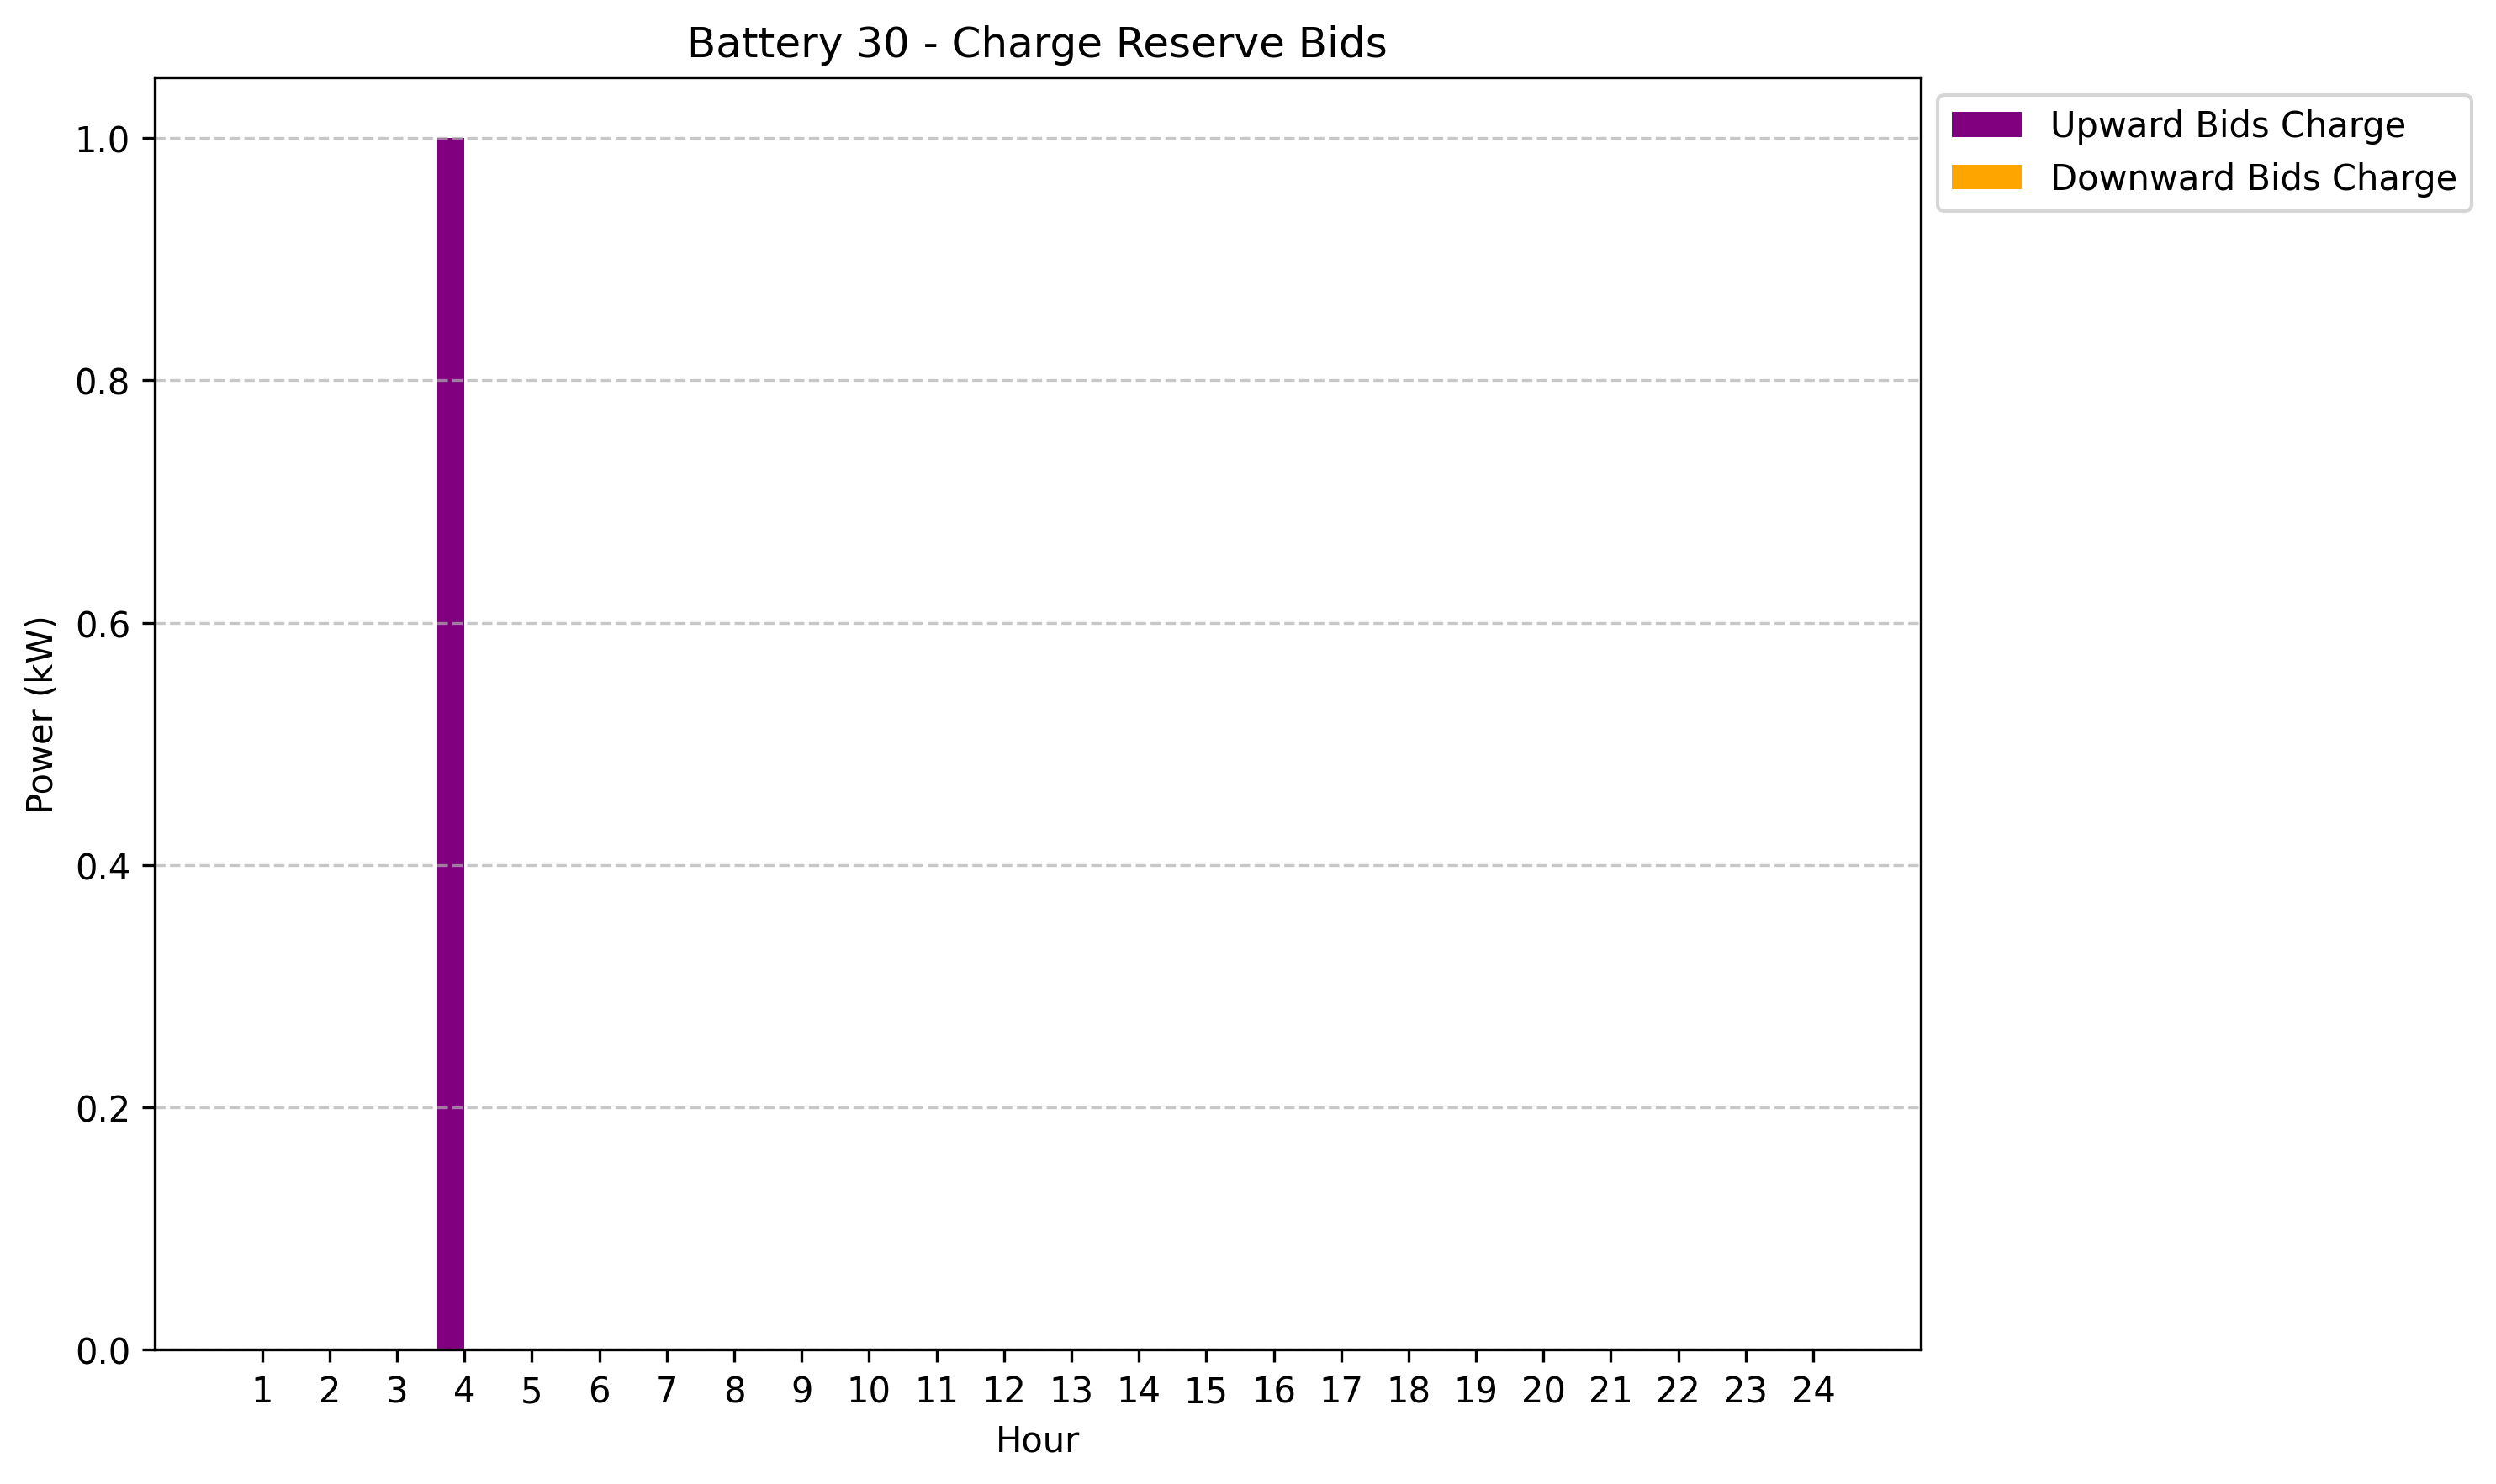 Battery 30 - Charge Reserve Bids
Upward Bids Charge
Downward Bids Charge
Power (kW)
1.0
0.8
0.6
0.4
0.2
0.0
1 2 3 4 5 6 7 8 9 10 11 12 13 14 15 16 17 18 19 20 21 22 23 24
Hour